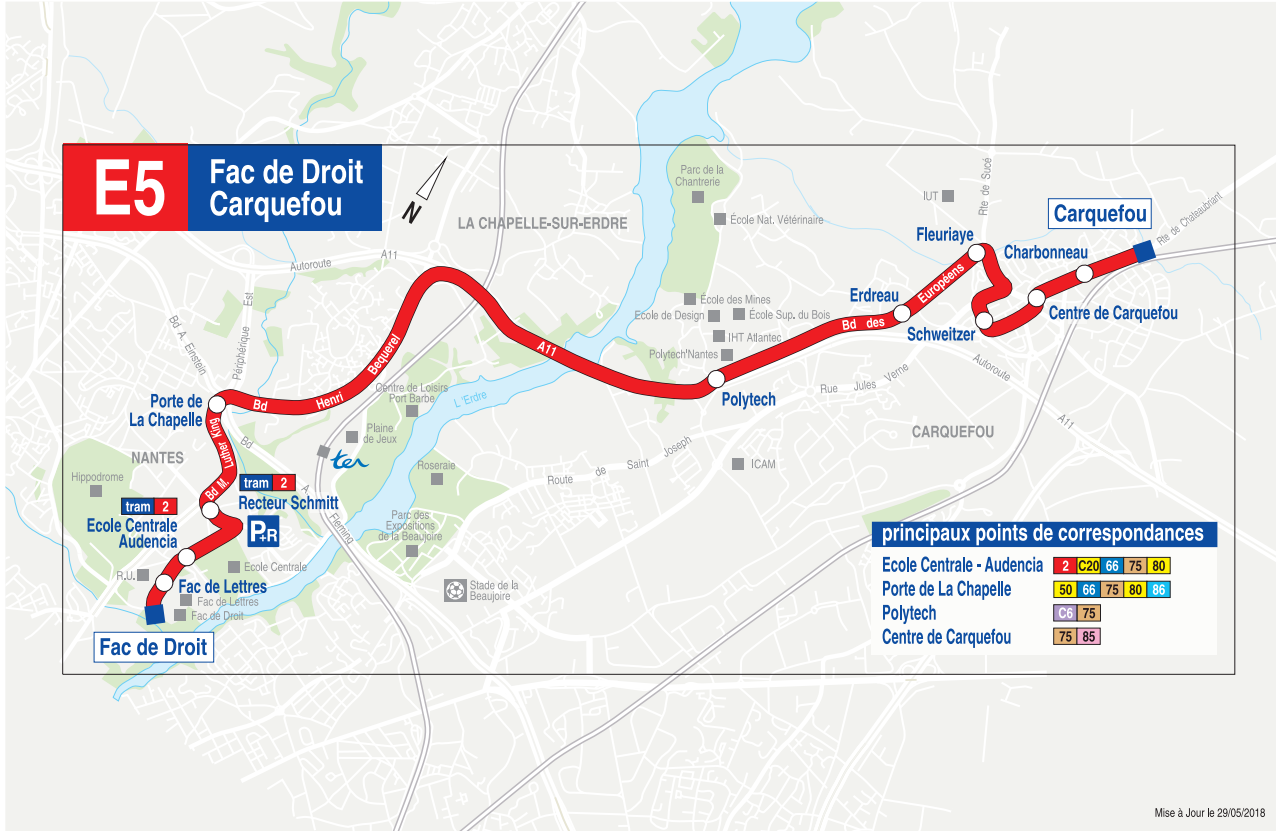 E5
Fac de Droit
Carquefou
N
LA CHAPELLE-SUR-ERDRE
Parc de la
Chantrerie
École Nat. Vétérinaire
IUT
Rte de Sucé
Carquefou
Rte de Chateaubriant
Fleuriaye
Charbonneau
Autoroute
A11
Bd A. Einstein
Périphérique Est
École des Mines
Ecole de Design
École Sup. du Bois
IHT Atlantec
Polytech'Nantes
Erdreau
Bd des
Européens
Centre de Carquefou
Schweitzer
Autoroute
A11
Bequerel
Henri
Bd
A11
Polytech
Rue Jules Verne
Porte de
La Chapelle
Centre de Loisirs
Port Barbe
L'Erdre
Plaine
de Jeux
ter
Bd
A.
Fleming
Luther King
Bd M.
NANTES
Hippodrome
CARQUEFOU
Route de Saint Joseph
ICAM
Roseraie
tram 2
Recteur Schmitt
P+R
tram 2
Ecole Centrale
Audencia
Parc des
Expositions
de la Beaujoire
R.U.
Ecole Centrale
Fac de Lettres
Fac de Lettres
Fac de Droit
Stade de la
Beaujoire
Fac de Droit
principaux points de correspondances
Ecole Centrale - Audencia 2 C20 66 75 80
Porte de La Chapelle 50 66 75 80 86
Polytech C6 75
Centre de Carquefou 75 85
Mise à Jour le 29/05/2018